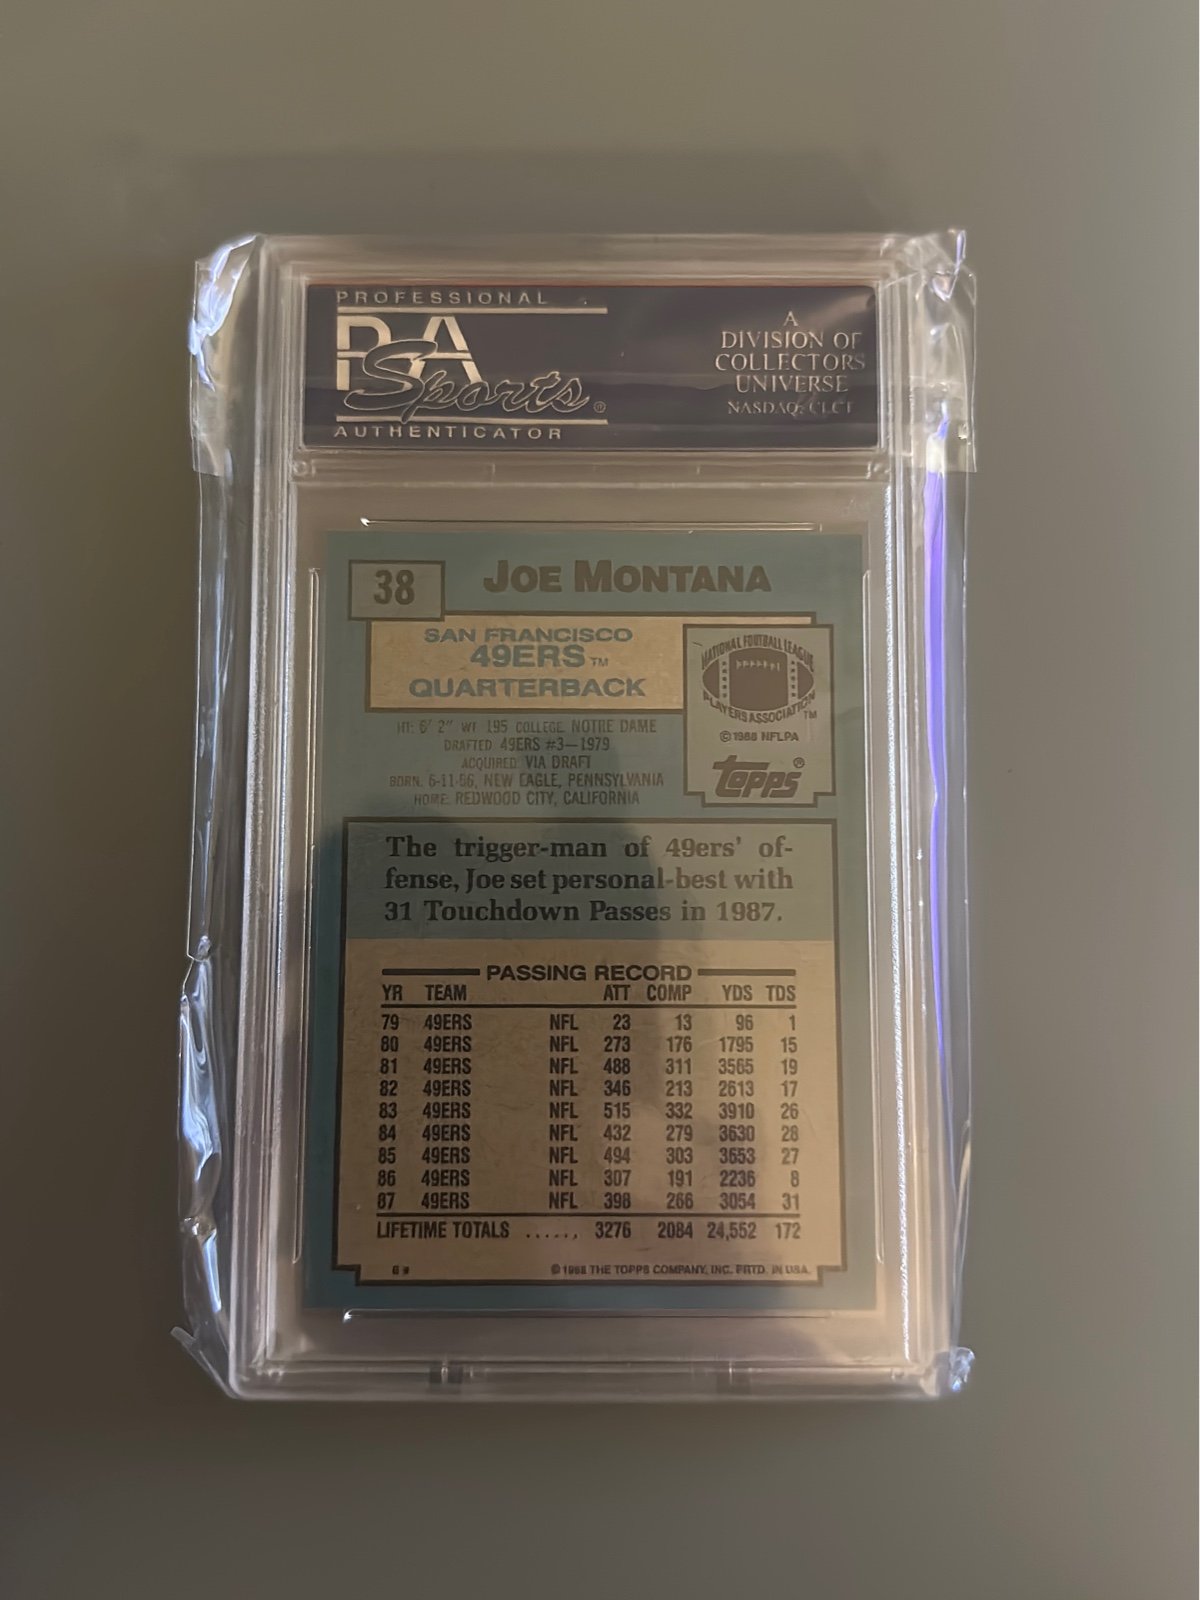 PROFESSIONAL
PSA
Sports®
AUTHENTICATOR
A
DIVISION OF
COLLECTORS
UNIVERSE
NASDAQ: CLCT
38
JOE MONTANA
SAN FRANCISCO
49ERS TM
QUARTERBACK
NATIONAL FOOTBALL LEAGUE
PLAYERS ASSOCIATION TM
© 1988 NFLPA
topps®
HT: 6' 2" WT 195 COLLEGE: NOTRE DAME
DRAFTED 49ERS #3—1979
ACQUIRED: VIA DRAFT
BORN: 6-11-56, NEW EAGLE, PENNSYLVANIA
HOME: REDWOOD CITY, CALIFORNIA
The trigger-man of 49ers' of-
fense, Joe set personal-best with
31 Touchdown Passes in 1987.
PASSING RECORD
YR TEAM ATT COMP YDS TDS
79 49ERS NFL 23 13 96 1
80 49ERS NFL 273 176 1795 15
81 49ERS NFL 488 311 3565 19
82 49ERS NFL 346 213 2613 17
83 49ERS NFL 515 332 3910 26
84 49ERS NFL 432 279 3630 28
85 49ERS NFL 494 303 3653 27
86 49ERS NFL 307 191 2236 8
87 49ERS NFL 398 266 3054 31
LIFETIME TOTALS ..... 3276 2084 24,552 172
© 1988 THE TOPPS COMPANY, INC. PRTD. IN USA.